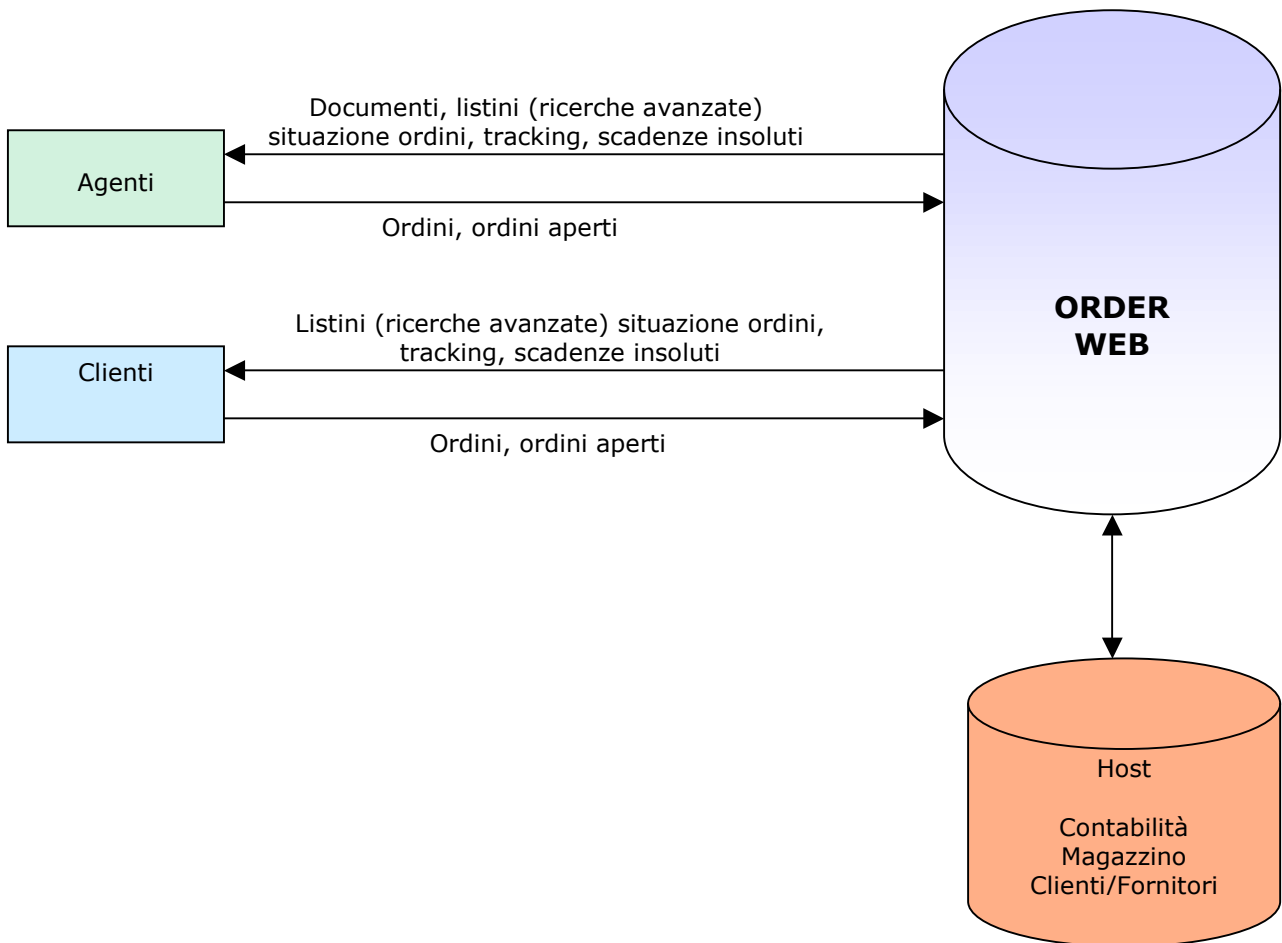 Documenti, listini (ricerche avanzate)
situazione ordini, tracking, scadenze insoluti
Agenti
Ordini, ordini aperti
ORDER
WEB
Listini (ricerche avanzate) situazione ordini,
tracking, scadenze insoluti
Clienti
Ordini, ordini aperti
Host
Contabilità
Magazzino
Clienti/Fornitori